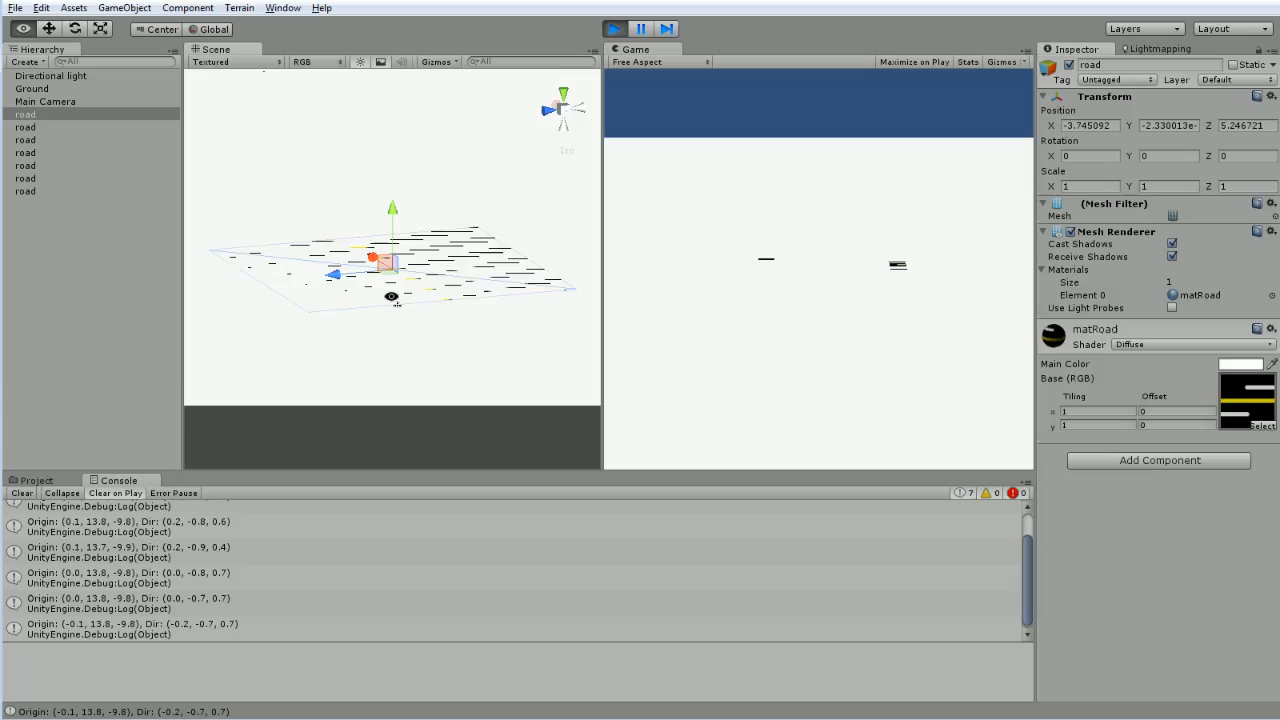 File Edit Assets GameObject Component Terrain Window Help
Center Global
Layers Layout
Hierarchy
Create All
Directional light
Ground
Main Camera
road
road
road
road
road
road
road
Scene
Textured RGB Gizmos All
Iso
Game
Free Aspect Maximize on Play Stats Gizmos
Inspector Lightmapping
road Static
Tag Untagged Layer Default
Transform
Position
X -3.745092 Y -2.330013e- Z 5.246721
Rotation
X 0 Y 0 Z 0
Scale
X 1 Y 1 Z 1
(Mesh Filter)
Mesh
Mesh Renderer
Cast Shadows
Receive Shadows
Materials
Size 1
Element 0 matRoad
Use Light Probes
matRoad
Shader Diffuse
Main Color
Base (RGB)
Tiling Offset
x 1 0
y 1 0
Select
Add Component
Project Console
Clear Collapse Clear on Play Error Pause 7 0 0
UnityEngine.Debug:Log(Object)
Origin: (0.1, 13.8, -9.8), Dir: (0.2, -0.8, 0.6)
UnityEngine.Debug:Log(Object)
Origin: (0.1, 13.7, -9.9), Dir: (0.2, -0.9, 0.4)
UnityEngine.Debug:Log(Object)
Origin: (0.0, 13.8, -9.8), Dir: (0.0, -0.8, 0.7)
UnityEngine.Debug:Log(Object)
Origin: (0.0, 13.8, -9.8), Dir: (0.0, -0.7, 0.7)
UnityEngine.Debug:Log(Object)
Origin: (-0.1, 13.8, -9.8), Dir: (-0.2, -0.7, 0.7)
UnityEngine.Debug:Log(Object)
Origin: (-0.1, 13.8, -9.8), Dir: (-0.2, -0.7, 0.7)